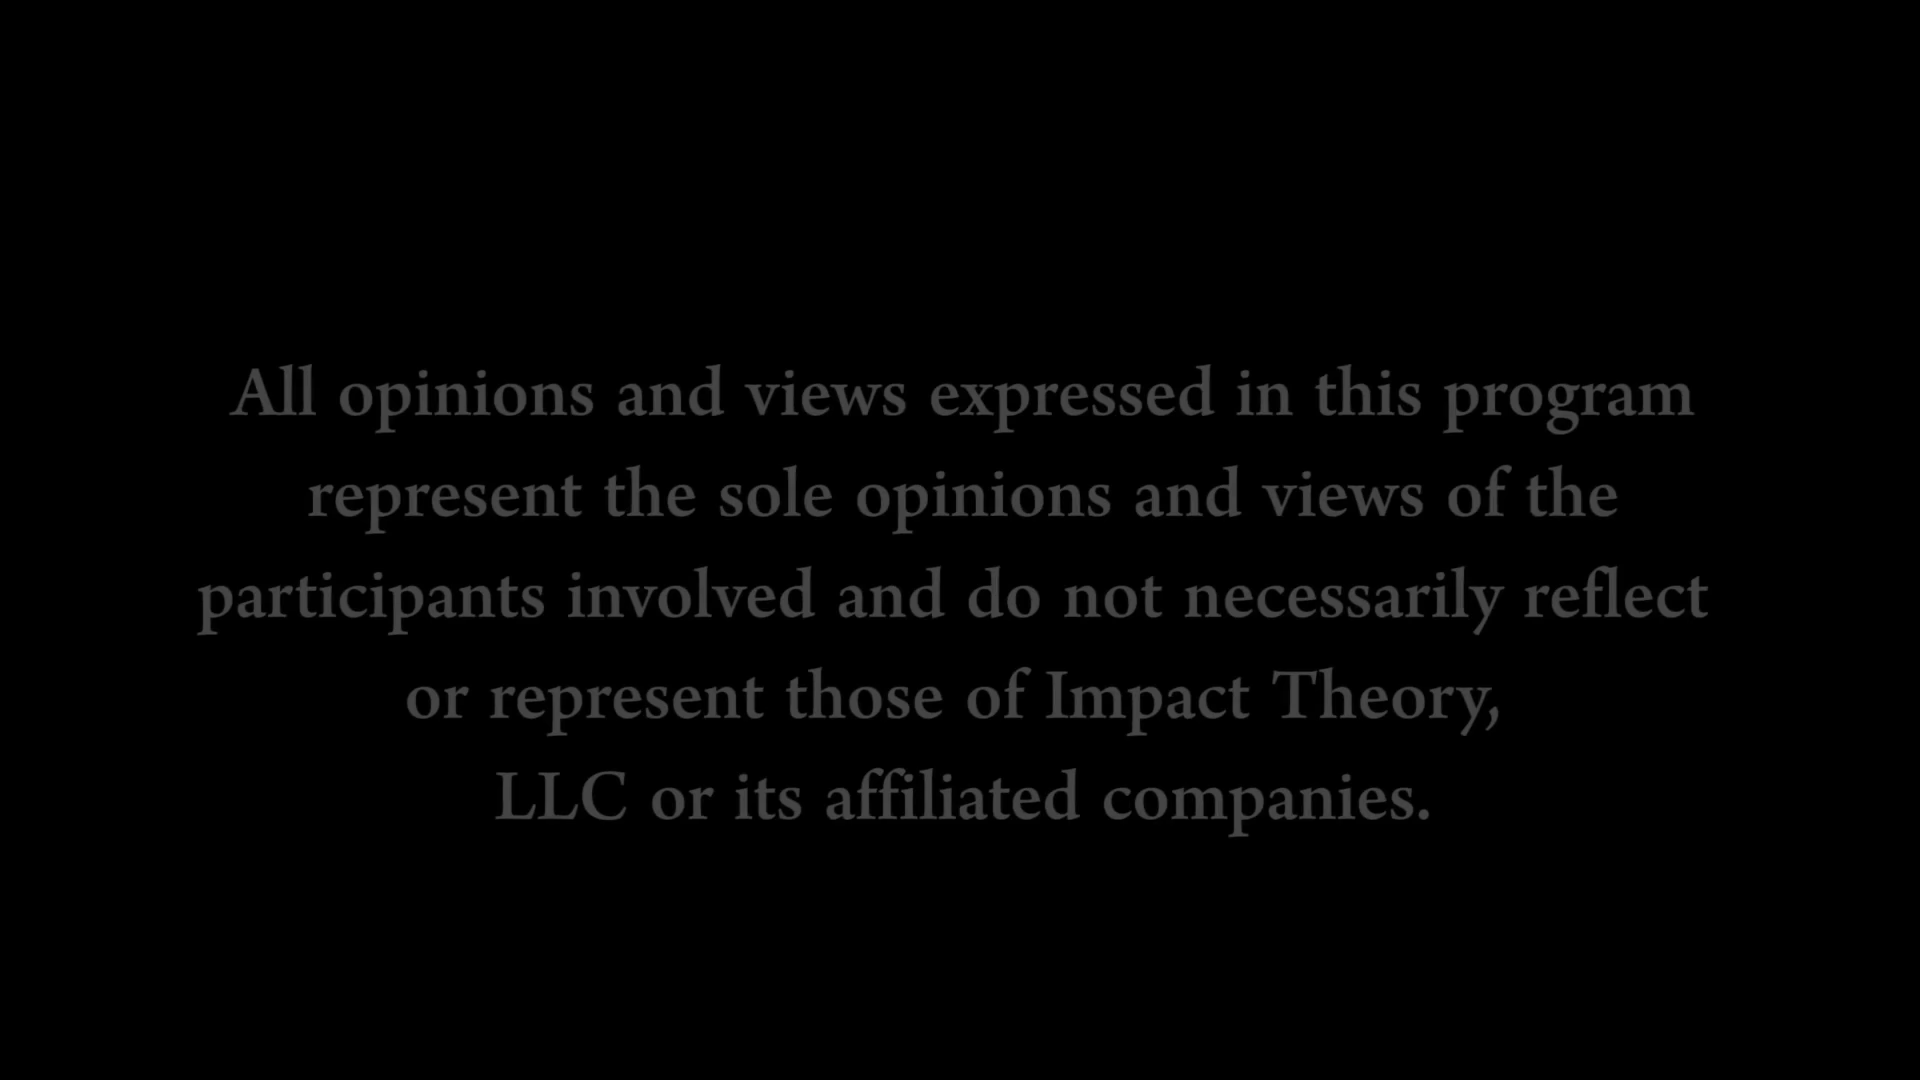 All opinions and views expressed in this program
represent the sole opinions and views of the
participants involved and do not necessarily reflect
or represent those of Impact Theory,
LLC or its affiliated companies.